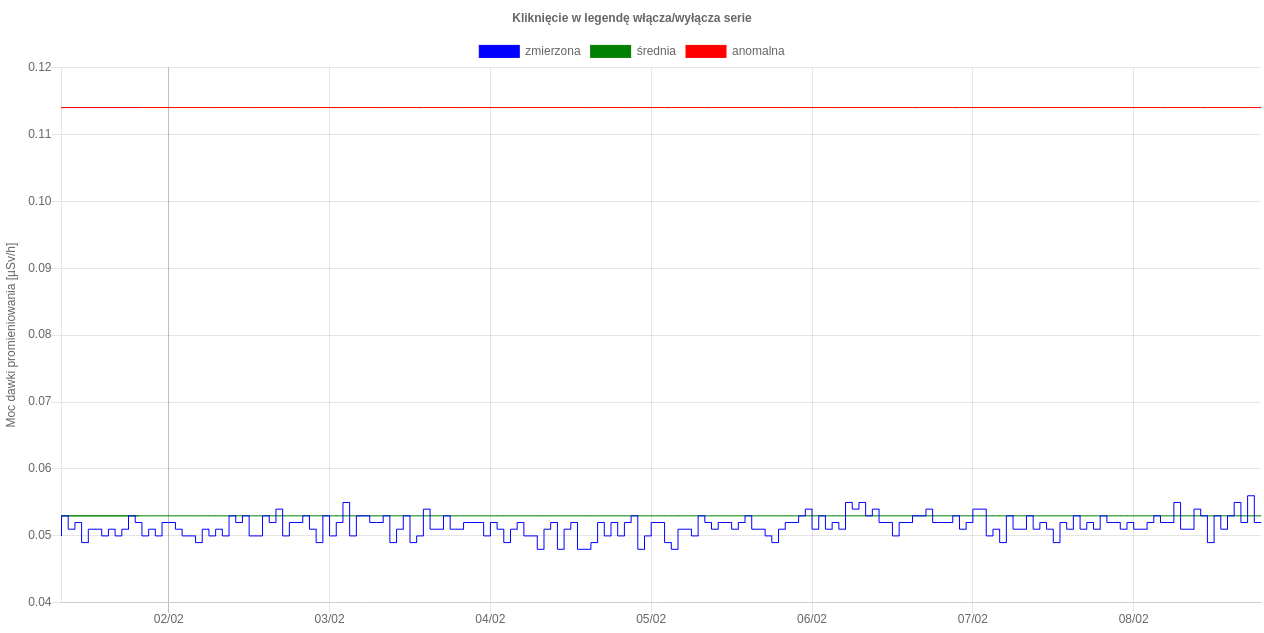 Kliknięcie w legendę włącza/wyłącza serie
zmierzona średnia anomalna
Moc dawki promieniowania [µSv/h]
0.12
0.11
0.10
0.09
0.08
0.07
0.06
0.05
0.04
02/02 03/02 04/02 05/02 06/02 07/02 08/02